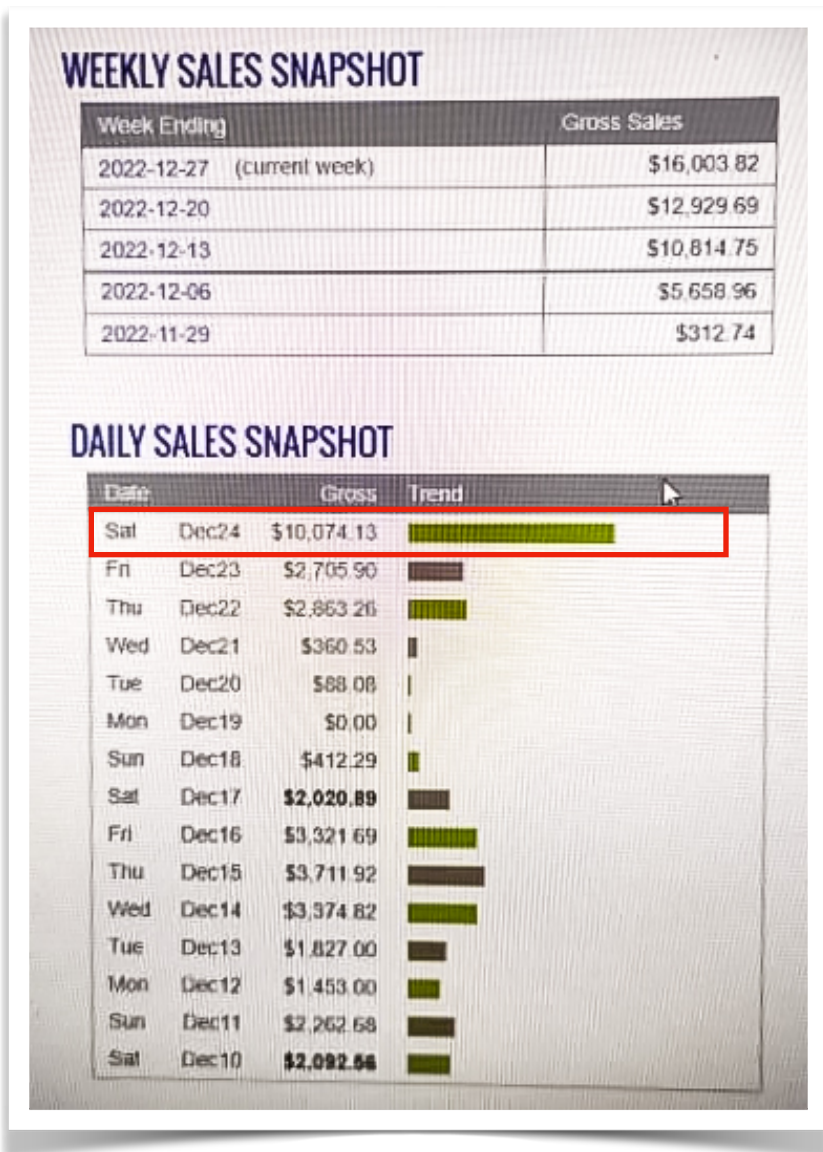 WEEKLY SALES SNAPSHOT
Week Ending Gross Sales
2022-12-27 (current week) $16,003.82
2022-12-20 $12,929.69
2022-12-13 $10,814.75
2022-12-06 $5,658.96
2022-11-29 $312.74
DAILY SALES SNAPSHOT
Date Gross Trend
Sat Dec24 $10,074.13
Fri Dec23 $2,705.90
Thu Dec22 $2,863.26
Wed Dec21 $360.53
Tue Dec20 $88.08
Mon Dec19 $0.00
Sun Dec18 $412.29
Sat Dec17 $2,020.89
Fri Dec16 $3,321.69
Thu Dec15 $3,711.92
Wed Dec14 $3,374.82
Tue Dec13 $1,827.00
Mon Dec12 $1,453.00
Sun Dec11 $2,262.68
Sat Dec10 $2,092.56